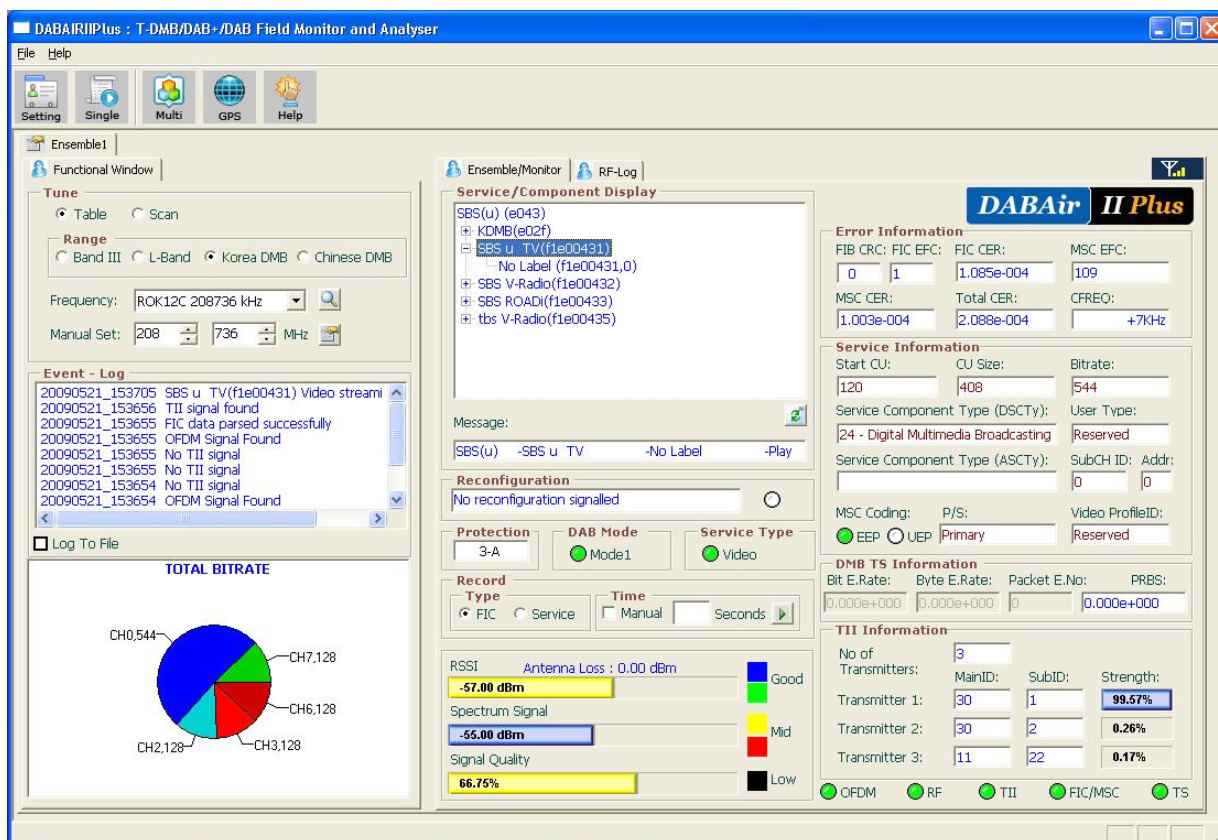 DABAIRIIPlus : T-DMB/DAB+/DAB Field Monitor and Analyser
File Help
Setting Single Multi GPS Help
Ensemble1
Functional Window
Tune
Table Scan
Range
Band III L-Band Korea DMB Chinese DMB
Frequency: ROK12C 208736 kHz
Manual Set: 208 736 MHz
Event - Log
20090521_153705 SBS u TV(f1e00431) Video streami
20090521_153656 TII signal found
20090521_153655 FIC data parsed successfully
20090521_153655 OFDM Signal Found
20090521_153655 No TII signal
20090521_153655 No TII signal
20090521_153654 No TII signal
20090521_153654 OFDM Signal Found
Log To File
TOTAL BITRATE
CH0,544
CH7,128
CH6,128
CH3,128
CH2,128
Ensemble/Monitor RF-Log
Service/Component Display
SBS(u) (e043)
KDMB(e02f)
SBS u TV(f1e00431)
No Label (f1e00431,0)
SBS V-Radio(f1e00432)
SBS ROADi(f1e00433)
tbs V-Radio(f1e00435)
Message:
SBS(u) -SBS u TV -No Label -Play
Reconfiguration
No reconfiguration signalled
Protection DAB Mode Service Type
3-A Mode1 Video
Record
Type Time
FIC Service Manual Seconds
RSSI Antenna Loss : 0.00 dBm
-57.00 dBm
Spectrum Signal
-55.00 dBm
Signal Quality
66.75%
Good
Mid
Low
DABAir II Plus
Error Information
FIB CRC: FIC EFC: FIC CER: MSC EFC:
0 1 1.085e-004 109
MSC CER: Total CER: CFREQ:
1.003e-004 2.088e-004 +7KHz
Service Information
Start CU: CU Size: Bitrate:
120 408 544
Service Component Type (DSCTy): User Type:
24 - Digital Multimedia Broadcasting Reserved
Service Component Type (ASCTy): SubCH ID: Addr:
0 0
MSC Coding: P/S: Video ProfileID:
EEP UEP Primary Reserved
DMB TS Information
Bit E.Rate: Byte E.Rate: Packet E.No: PRBS:
0.000e+000 0.000e+000 0 0.000e+000
TII Information
No of Transmitters: 3
MainID: SubID: Strength:
Transmitter 1: 30 1 99.57%
Transmitter 2: 30 2 0.26%
Transmitter 3: 11 22 0.17%
OFDM RF TII FIC/MSC TS